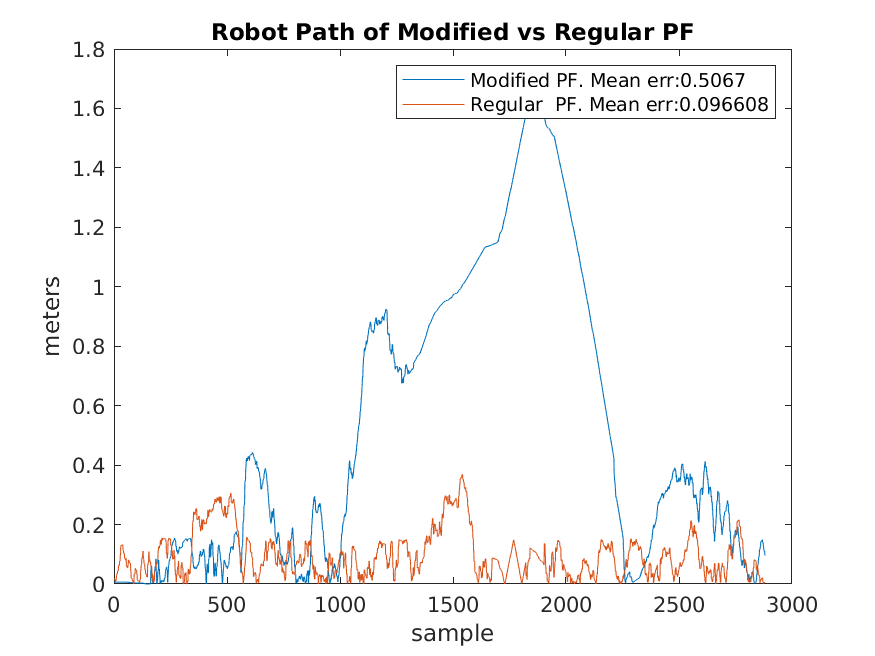 Robot Path of Modified vs Regular PF
Modified PF. Mean err:0.5067
Regular  PF. Mean err:0.096608
1.8
1.6
1.4
1.2
1
0.8
0.6
0.4
0.2
0
meters
0 500 1000 1500 2000 2500 3000
sample